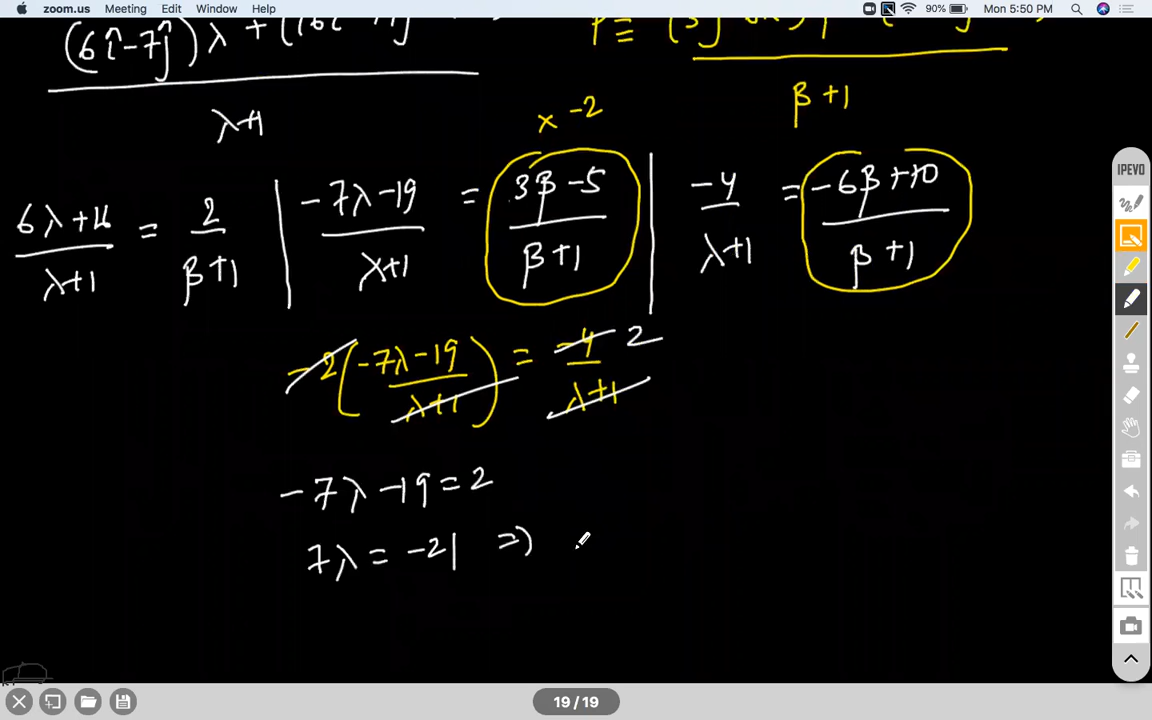 zoom.us Meeting Edit Window Help 90% Mon 5:50 PM
(6î-7ĵ)λ + (16î
λ+1
β+1
x -2
6λ+16/λ+1 = 2/β+1 | -7λ-19/λ+1 = 3β-5/β+1 | -4/λ+1 = -6β+10/β+1
-2(-7λ-19/λ+1) = -4/λ+1 2
-7λ-19=2
7λ = -21 =>
IPEVO
19 / 19